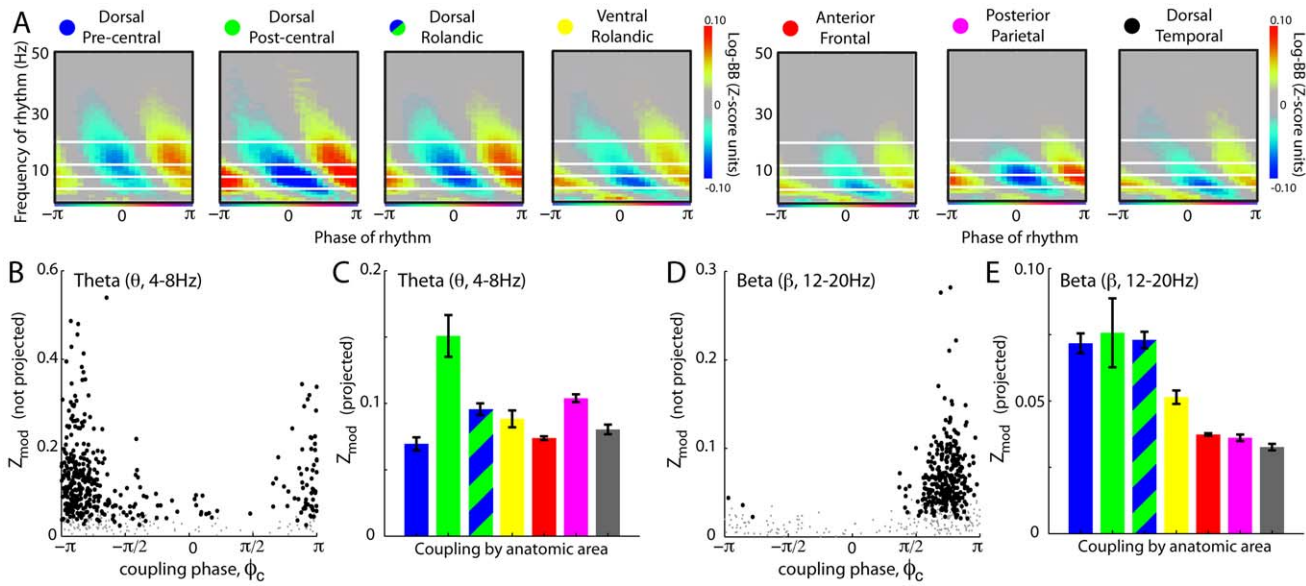 A
Dorsal Pre-central
Dorsal Post-central
Dorsal Rolandic
Ventral Rolandic
Anterior Frontal
Posterior Parietal
Dorsal Temporal
Frequency of rhythm (Hz)
50
30
10
−π 0 π
−π 0 π
−π 0 π
−π 0 π
Phase of rhythm
0.10
0
-0.10
Log-BB (Z-score units)
50
30
10
−π 0 π
−π 0 π
−π 0 π
Phase of rhythm
0.10
0
-0.10
Log-BB (Z-score units)
B
Theta (θ, 4-8Hz)
Zmod (not projected)
0.6
0.4
0.2
0
−π −π/2 0 π/2 π
coupling phase, ϕc
C
Theta (θ, 4-8Hz)
Zmod (projected)
0.2
0.1
0
Coupling by anatomic area
D
Beta (β, 12-20Hz)
Zmod (not projected)
0.3
0.2
0.1
0
−π −π/2 0 π/2 π
coupling phase, ϕc
E
Beta (β, 12-20Hz)
Zmod (projected)
0.10
0.05
0
Coupling by anatomic area